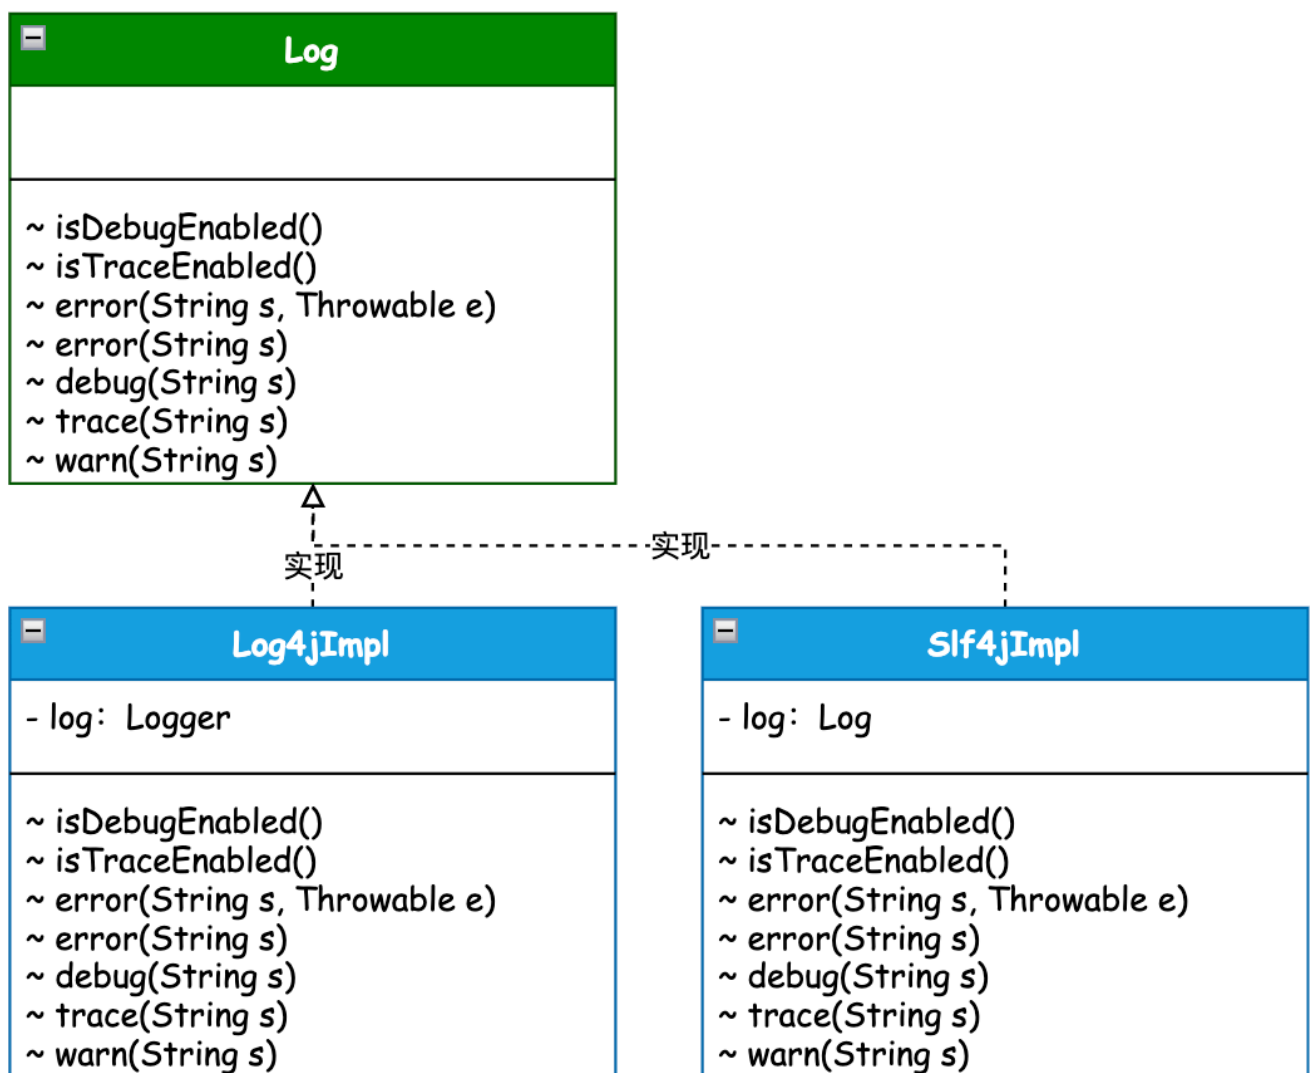 Log
~ isDebugEnabled()
~ isTraceEnabled()
~ error(String s, Throwable e)
~ error(String s)
~ debug(String s)
~ trace(String s)
~ warn(String s)
实现
实现
Log4jImpl
- log：Logger
~ isDebugEnabled()
~ isTraceEnabled()
~ error(String s, Throwable e)
~ error(String s)
~ debug(String s)
~ trace(String s)
~ warn(String s)
Slf4jImpl
- log：Log
~ isDebugEnabled()
~ isTraceEnabled()
~ error(String s, Throwable e)
~ error(String s)
~ debug(String s)
~ trace(String s)
~ warn(String s)